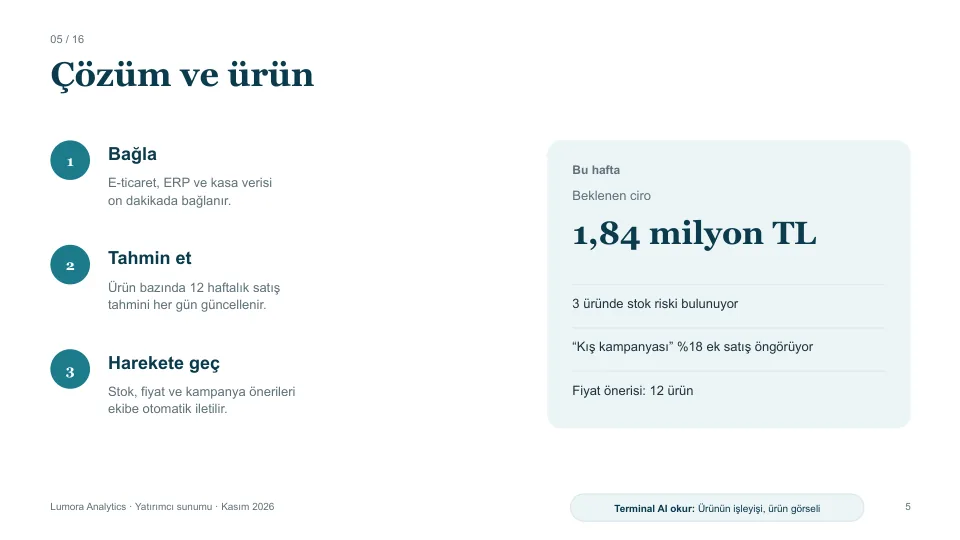 05 / 16
Çözüm ve ürün
1
Bağla
E-ticaret, ERP ve kasa verisi
on dakikada bağlanır.
2
Tahmin et
Ürün bazında 12 haftalık satış
tahmini her gün güncellenir.
3
Harekete geç
Stok, fiyat ve kampanya önerileri
ekibe otomatik iletilir.
Bu hafta
Beklenen ciro
1,84 milyon TL
3 üründe stok riski bulunuyor
“Kış kampanyası” %18 ek satış öngörüyor
Fiyat önerisi: 12 ürün
Lumora Analytics · Yatırımcı sunumu · Kasım 2026
Terminal AI okur: Ürünün işleyişi, ürün görseli
5